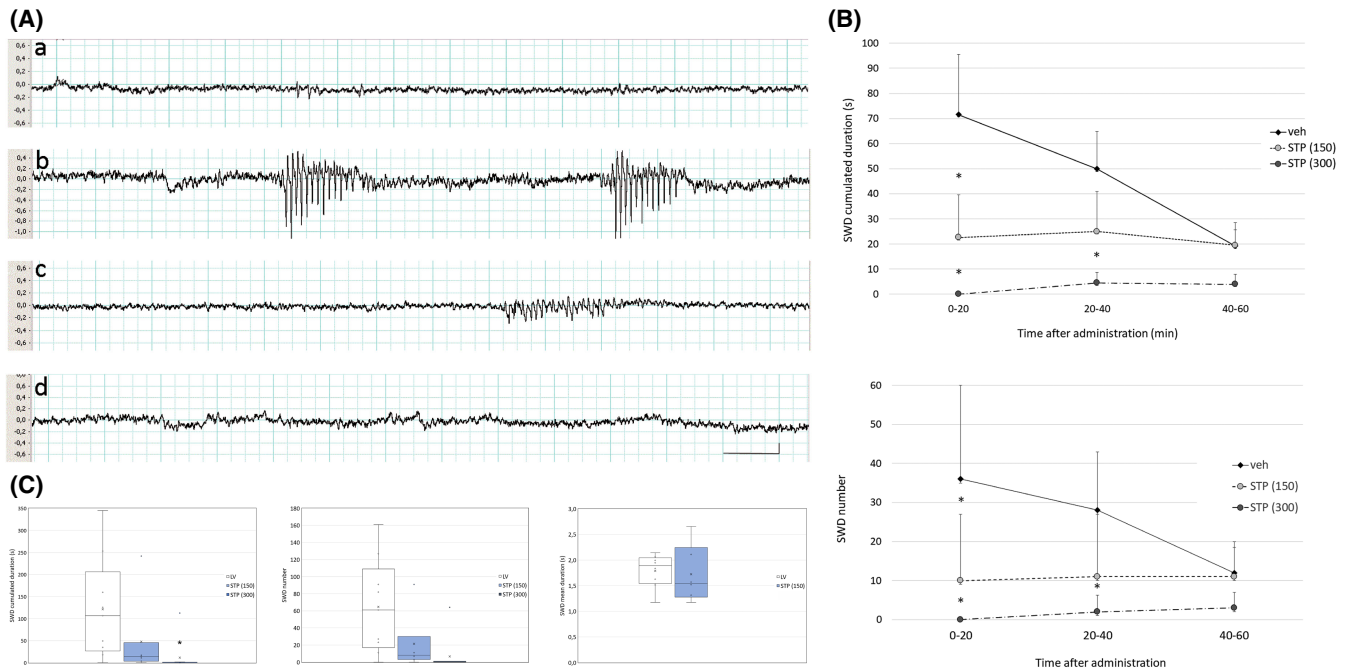 (A)
a
0,6
0,4
0,2
0,0
-0,2
-0,4
-0,6
b
0,4
0,2
0,0
-0,2
-0,4
-0,6
-0,8
-1,0
c
0,6
0,4
0,2
0,0
-0,2
-0,4
-0,6
d
0,8
0,6
0,4
0,2
0,0
-0,2
-0,4
-0,6
(B)
SWD cumulated duration (s)
100
90
80
70
60
50
40
30
20
10
0
*
*
*
veh
STP (150)
STP (300)
0-20 20-40 40-60
Time after administration (min)
SWD number
60
50
40
30
20
10
0
*
*
*
veh
STP (150)
STP (300)
0-20 20-40 40-60
Time after administration
(C)
SWD cumulated duration (s)
350
300
250
200
150
100
50
0
*
LV
STP (150)
STP (300)
SWD number
180
160
140
120
100
80
60
40
20
0
LV
STP (150)
STP (300)
SWD mean duration (s)
3,0
2,5
2,0
1,5
1,0
0,5
0,0
LV
STP (150)